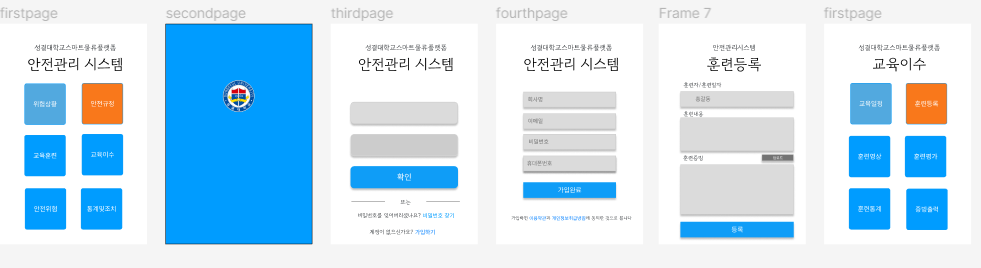 firstpage
성결대학교스마트물류플랫폼
안전관리 시스템
위험상황
안전규정
교육훈련
교육이수
안전위험
통계및조치
secondpage
thirdpage
성결대학교스마트물류플랫폼
안전관리 시스템
확인
또는
비밀번호를 잊어버리셨나요? 비밀번호 찾기
계정이 없으신가요? 가입하기
fourthpage
성결대학교스마트물류플랫폼
안전관리 시스템
회사명
이메일
비밀번호
휴대폰번호
가입완료
가입하면 이용약관과 개인정보취급방침에 동의한 것으로 됩니다
Frame 7
안전관리시스템
훈련등록
훈련자/훈련일자
홍길동
훈련내용
훈련증빙
등록
firstpage
성결대학교스마트물류플랫폼
교육이수
교육일정
훈련등록
훈련영상
훈련평가
훈련통계
증빙출력